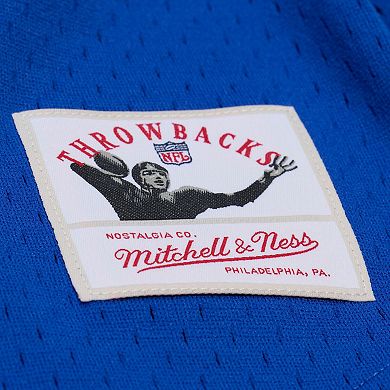 THROWBACKS
NFL
NOSTALGIA CO.
Mitchell & Ness
PHILADELPHIA, PA.